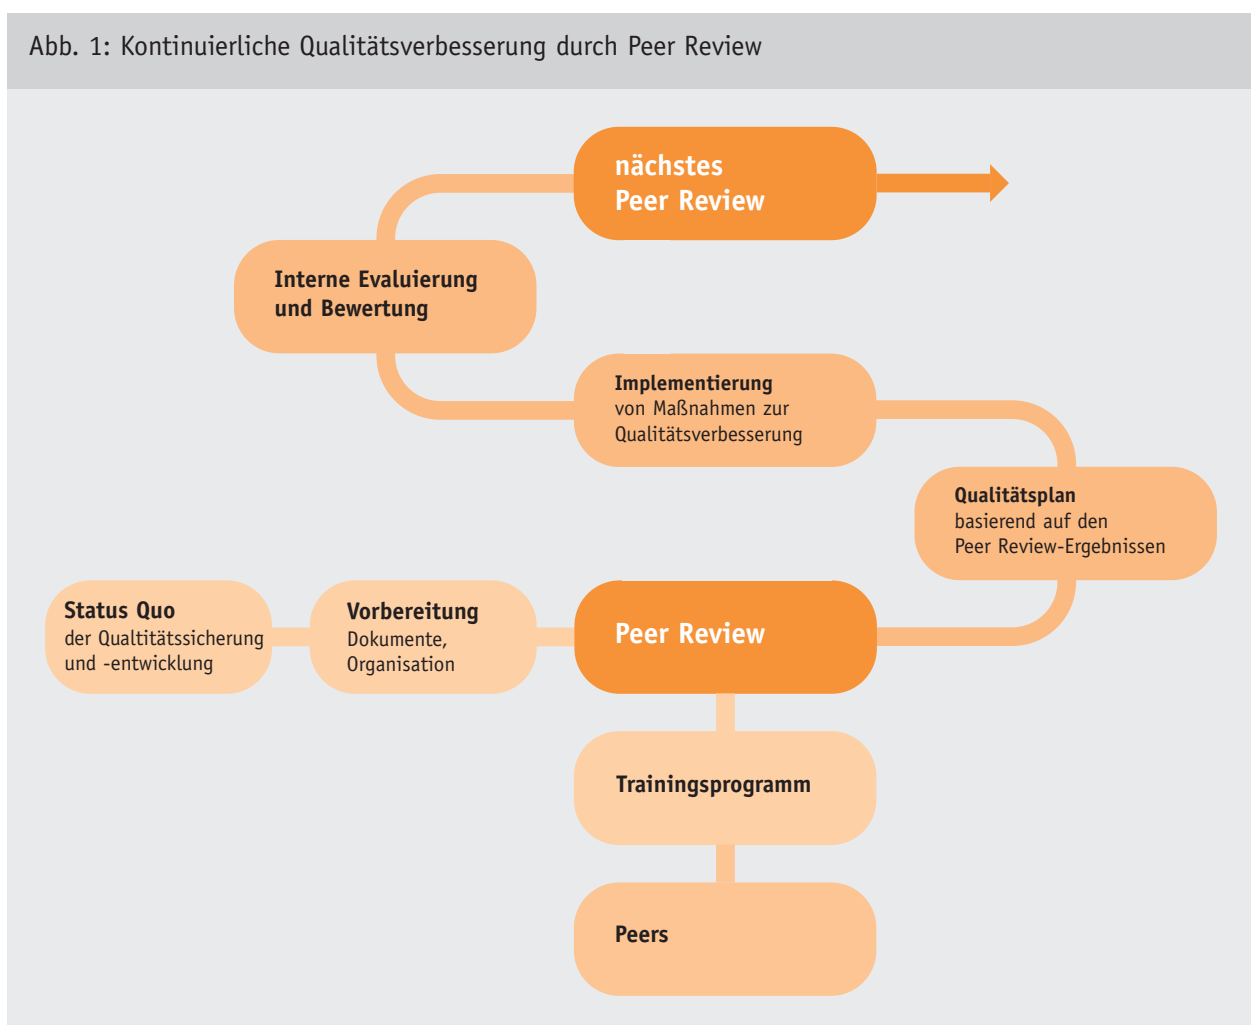 Abb. 1: Kontinuierliche Qualitätsverbesserung durch Peer Review
nächstes
Peer Review
Interne Evaluierung
und Bewertung
Implementierung
von Maßnahmen zur
Qualitätsverbesserung
Qualitätsplan
basierend auf den
Peer Review-Ergebnissen
Status Quo
der Qualtitätssicherung
und -entwicklung
Vorbereitung
Dokumente,
Organisation
Peer Review
Trainingsprogramm
Peers